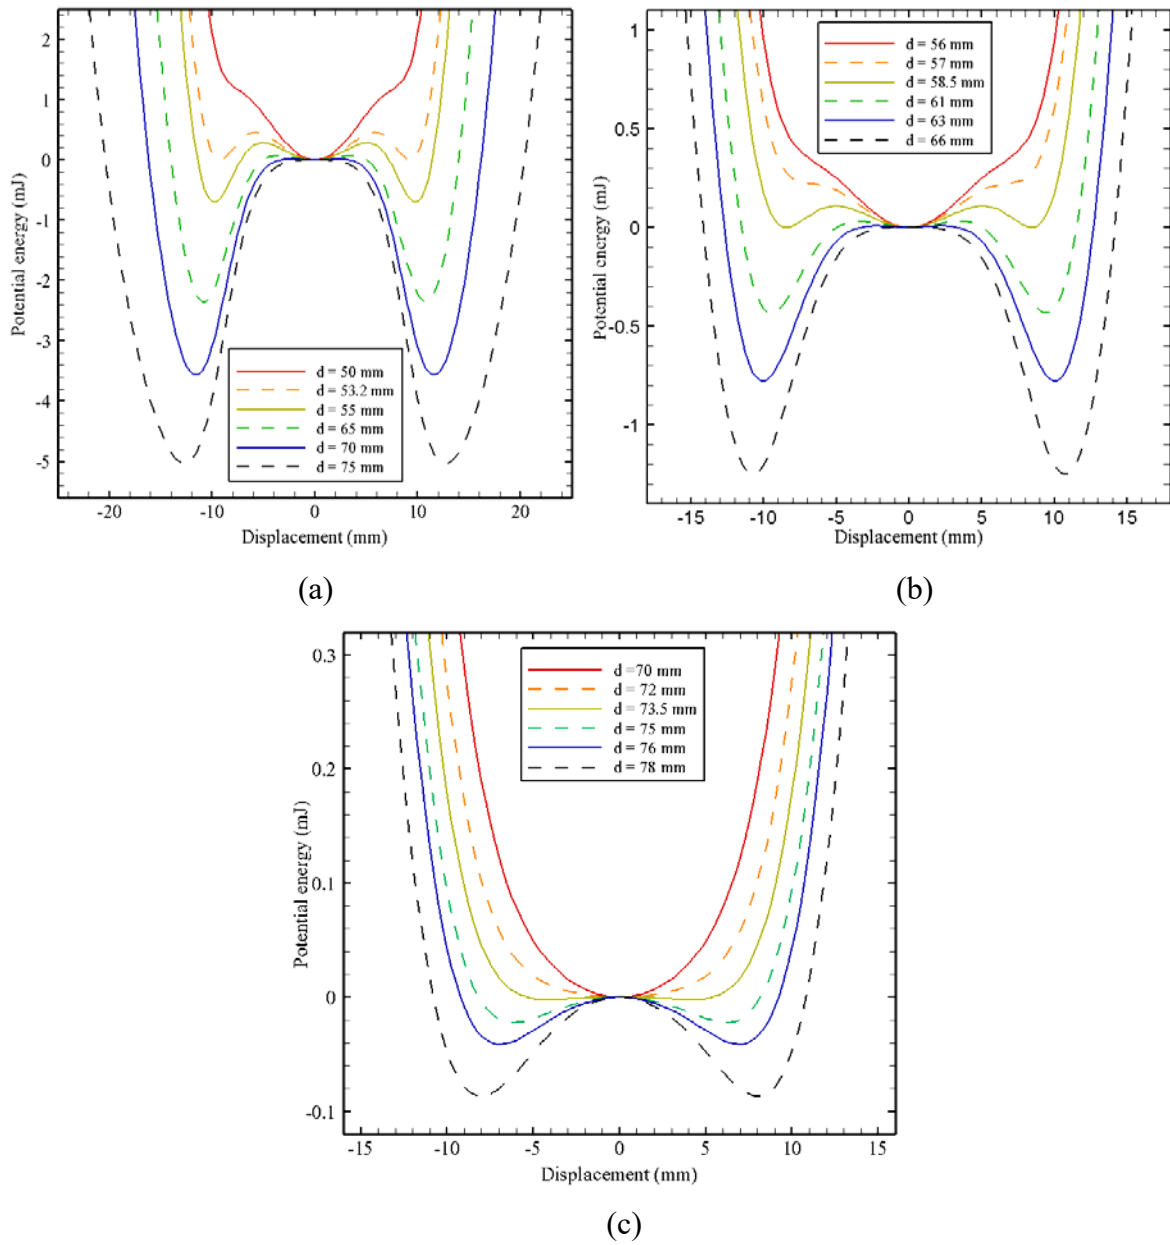 2
1
0
-1
-2
-3
-4
-5
Potential energy (mJ)
d = 50 mm
d = 53.2 mm
d = 55 mm
d = 65 mm
d = 70 mm
d = 75 mm
-20 -10 0 10 20
Displacement (mm)
(a)
1
0.5
0
-0.5
-1
Potential energy (mJ)
d = 56 mm
d = 57 mm
d = 58.5 mm
d = 61 mm
d = 63 mm
d = 66 mm
-15 -10 -5 0 5 10 15
Displacement (mm)
(b)
0.3
0.2
0.1
0
-0.1
Potential energy (mJ)
d =70 mm
d = 72 mm
d = 73.5 mm
d = 75 mm
d = 76 mm
d = 78 mm
-15 -10 -5 0 5 10 15
Displacement (mm)
(c)